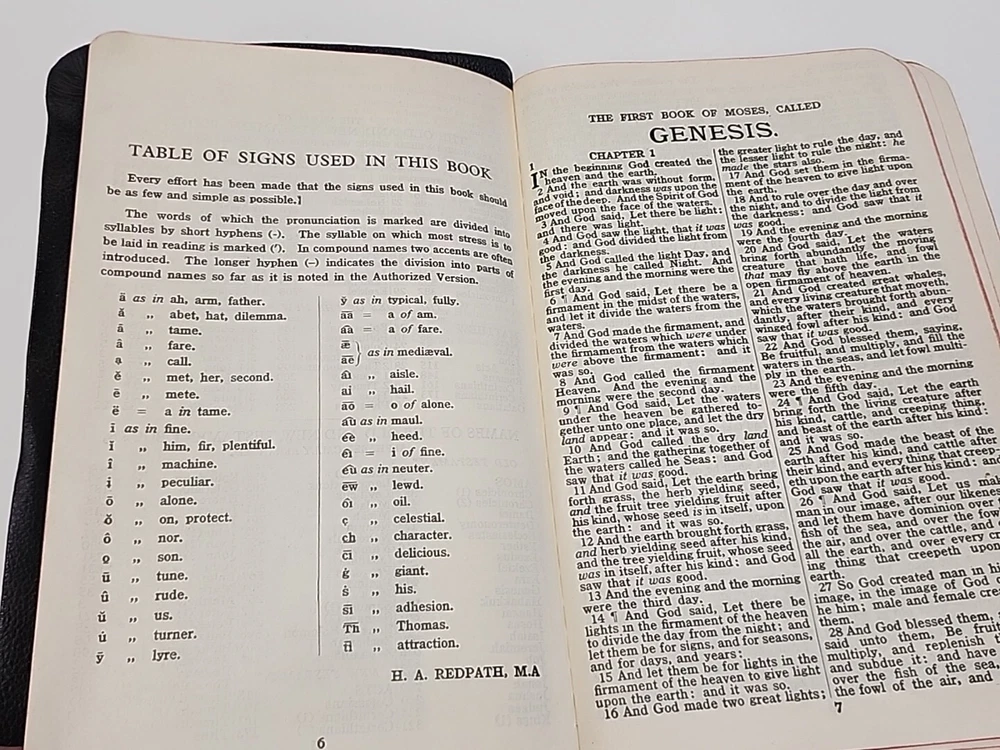 TABLE OF SIGNS USED IN THIS BOOK
Every effort has been made that the signs used in this book should
be as few and simple as possible.]
The words of which the pronunciation is marked are divided into
syllables by short hyphens (-). The syllable on which most stress is to
be laid in reading is marked ('). In compound names two accents are often
introduced. The longer hyphen (–) indicates the division into parts of
compound names so far as it is noted in the Authorized Version.
ä as in ah, arm, father.
ă „ abet, hat, dilemma.
ā „ tame.
â „ fare.
ạ „ call.
ĕ „ met, her, second.
ē „ mete.
ë = a in tame.
ī as in fine.
ĭ „ him, fir, plentiful.
î „ machine.
į „ peculiar.
ō „ alone.
ŏ „ on, protect.
ô „ nor.
ọ „ son.
ū „ tune.
û „ rude.
ŭ „ us.
ú „ turner.
ȳ „ lyre.
y̆ as in typical, fully.
a͞a = a of am.
â͞a = a of fare.
æ
a͞e } as in mediæval.
a͡i „ aisle.
ai „ hail.
a͞o = o of alone.
a͞u as in maul.
e͡e „ heed.
e͡i = i of fine.
e͡u as in neuter.
e͞w „ lewd.
o͡i „ oil.
ç „ celestial.
c͞h „ character.
c͞i „ delicious.
ġ „ giant.
ṡ „ his.
s͞i „ adhesion.
T͞h „ Thomas.
t͞i „ attraction.
H. A. REDPATH, M.A
6
THE FIRST BOOK OF MOSES, CALLED
GENESIS.
CHAPTER 1
1
IN the beginning God created the
heaven and the earth.
2 And the earth was without form,
and void; and darkness was upon the
face of the deep. And the Spirit of God
moved upon the face of the waters.
3 And God said, Let there be light:
and there was light.
4 And God saw the light, that it was
good: and God divided the light from
the darkness.
5 And God called the light Day, and
the darkness he called Night. And
the evening and the morning were the
first day.
6 ¶ And God said, Let there be a
firmament in the midst of the waters,
and let it divide the waters from the
waters.
7 And God made the firmament, and
divided the waters which were under
the firmament from the waters which
were above the firmament: and it
was so.
8 And God called the firmament
Heaven. And the evening and the
morning were the second day.
9 ¶ And God said, Let the waters
under the heaven be gathered to-
gether unto one place, and let the dry
land appear: and it was so.
10 And God called the dry land
Earth; and the gathering together of
the waters called he Seas: and God
saw that it was good.
11 And God said, Let the earth bring
forth grass, the herb yielding seed,
and the fruit tree yielding fruit after
his kind, whose seed is in itself, upon
the earth: and it was so.
12 And the earth brought forth grass,
and herb yielding seed after his kind,
and the tree yielding fruit, whose seed
was in itself, after his kind: and God
saw that it was good.
13 And the evening and the morning
were the third day.
14 ¶ And God said, Let there be
lights in the firmament of the heaven
to divide the day from the night; and
let them be for signs, and for seasons,
and for days, and years:
15 And let them be for lights in the
firmament of the heaven to give light
upon the earth: and it was so.
16 And God made two great lights;
the greater light to rule the day, and
the lesser light to rule the night: he
made the stars also.
17 And God set them in the firma-
ment of the heaven to give light upon
the earth.
18 And to rule over the day and over
the night, and to divide the light from
the darkness: and God saw that it
was good.
19 And the evening and the morning
were the fourth day.
20 And God said, Let the waters
bring forth abundantly the moving
creature that hath life, and fowl
that may fly above the earth in the
open firmament of heaven.
21 And God created great whales,
and every living creature that moveth,
which the waters brought forth abun-
dantly, after their kind, and every
winged fowl after his kind: and God
saw that it was good.
22 And God blessed them, saying,
Be fruitful, and multiply, and fill the
waters in the seas, and let fowl multi-
ply in the earth.
23 And the evening and the morning
were the fifth day.
24 ¶ And God said, Let the earth
bring forth the living creature after
his kind, cattle, and creeping thing,
and beast of the earth after his kind:
and it was so.
25 And God made the beast of the
earth after his kind, and cattle after
their kind, and every thing that creep-
eth upon the earth after his kind: and
God saw that it was good.
26 ¶ And God said, Let us mak
man in our image, after our likenes
and let them have dominion over
fish of the sea, and over the fow
the air, and over the cattle, and
all the earth, and over every cr
ing thing that creepeth upon
earth.
27 So God created man in hi
image, in the image of God c
he him; male and female cre
them.
28 And God blessed them,
said unto them, Be fruit
multiply, and replenish t
and subdue it: and have
over the fish of the sea,
the fowl of the air, and
7